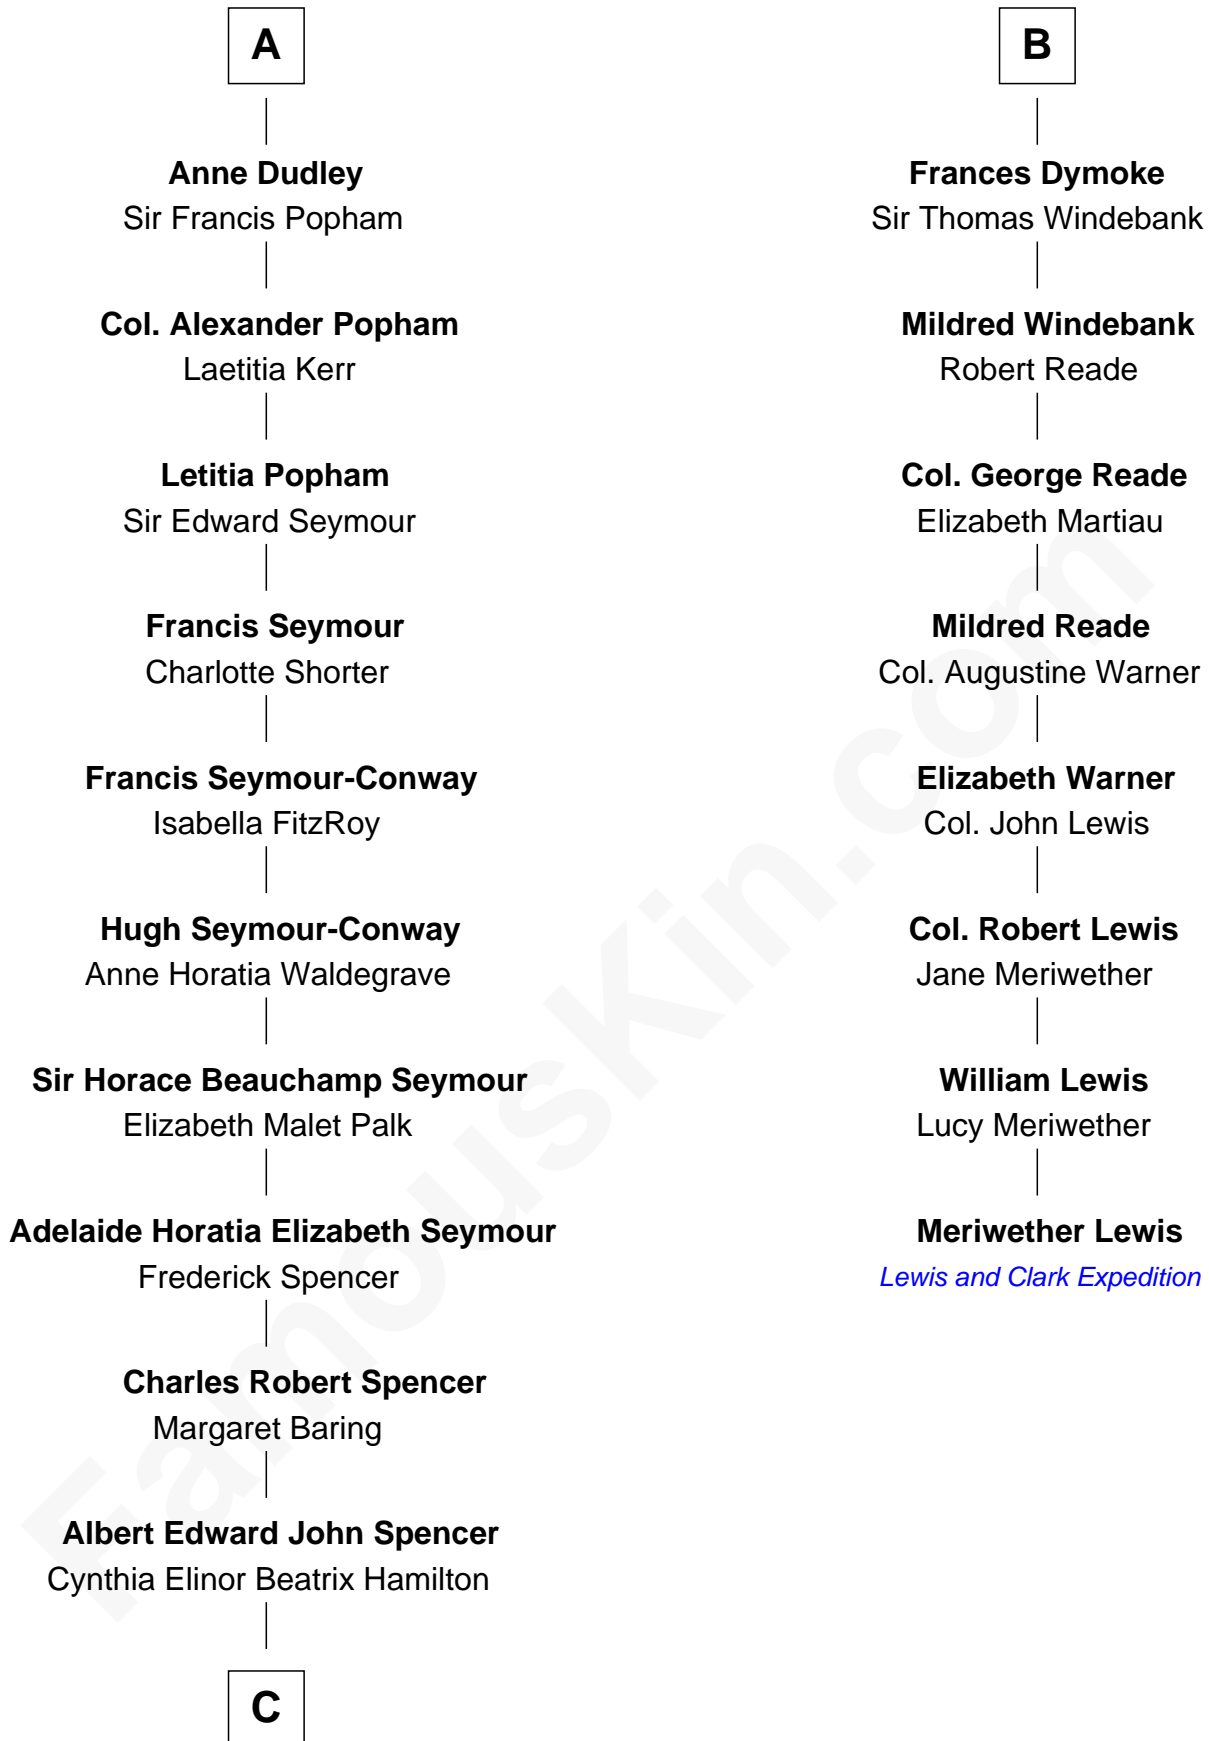 A
Anne Dudley
Sir Francis Popham
Col. Alexander Popham
Laetitia Kerr
Letitia Popham
Sir Edward Seymour
Francis Seymour
Charlotte Shorter
Francis Seymour-Conway
Isabella FitzRoy
Hugh Seymour-Conway
Anne Horatia Waldegrave
Sir Horace Beauchamp Seymour
Elizabeth Malet Palk
Adelaide Horatia Elizabeth Seymour
Frederick Spencer
Charles Robert Spencer
Margaret Baring
Albert Edward John Spencer
Cynthia Elinor Beatrix Hamilton
C
B
Frances Dymoke
Sir Thomas Windebank
Mildred Windebank
Robert Reade
Col. George Reade
Elizabeth Martiau
Mildred Reade
Col. Augustine Warner
Elizabeth Warner
Col. John Lewis
Col. Robert Lewis
Jane Meriwether
William Lewis
Lucy Meriwether
Meriwether Lewis
Lewis and Clark Expedition
FamousKin.com